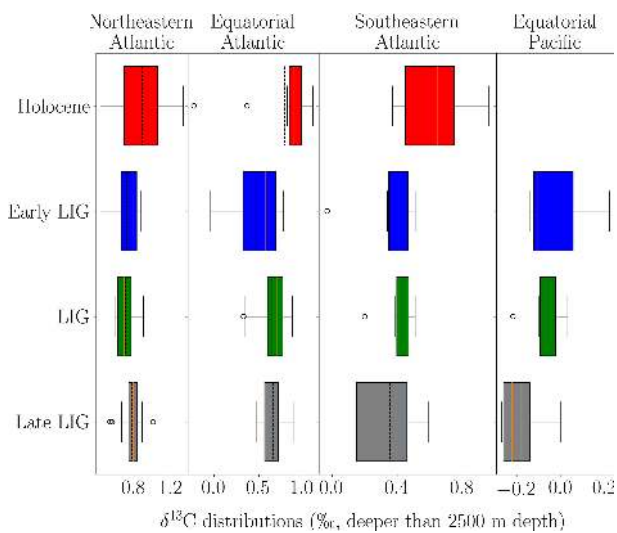 Northeastern Atlantic
Equatorial Atlantic
Southeastern Atlantic
Equatorial Pacific
Holocene
Early LIG
LIG
Late LIG
0.8 1.2 0.0 0.5 1.0 0.4 0.8 −0.2 0.0 0.2
δ¹³C distributions (‰, deeper than 2500 m depth)